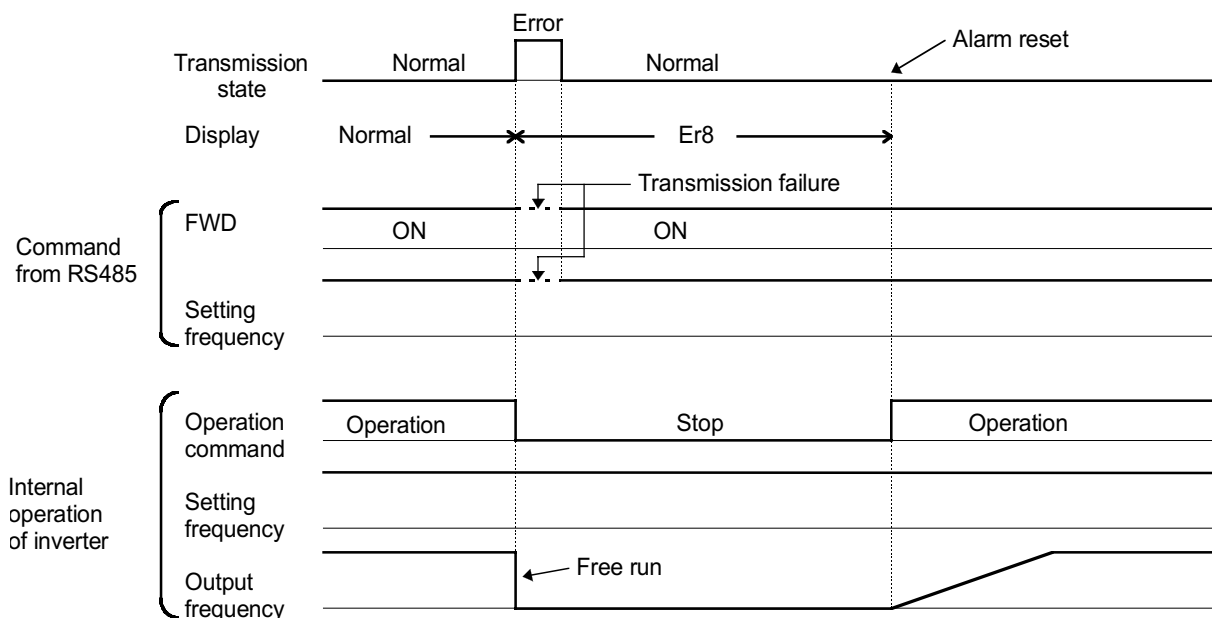 Error
Alarm reset
Transmission
state
Normal
Normal
Display
Normal
Er8
Transmission failure
Command
from RS485
FWD
ON
ON
Setting
frequency
Internal
operation
of inverter
Operation
command
Operation
Stop
Operation
Setting
frequency
Free run
Output
frequency